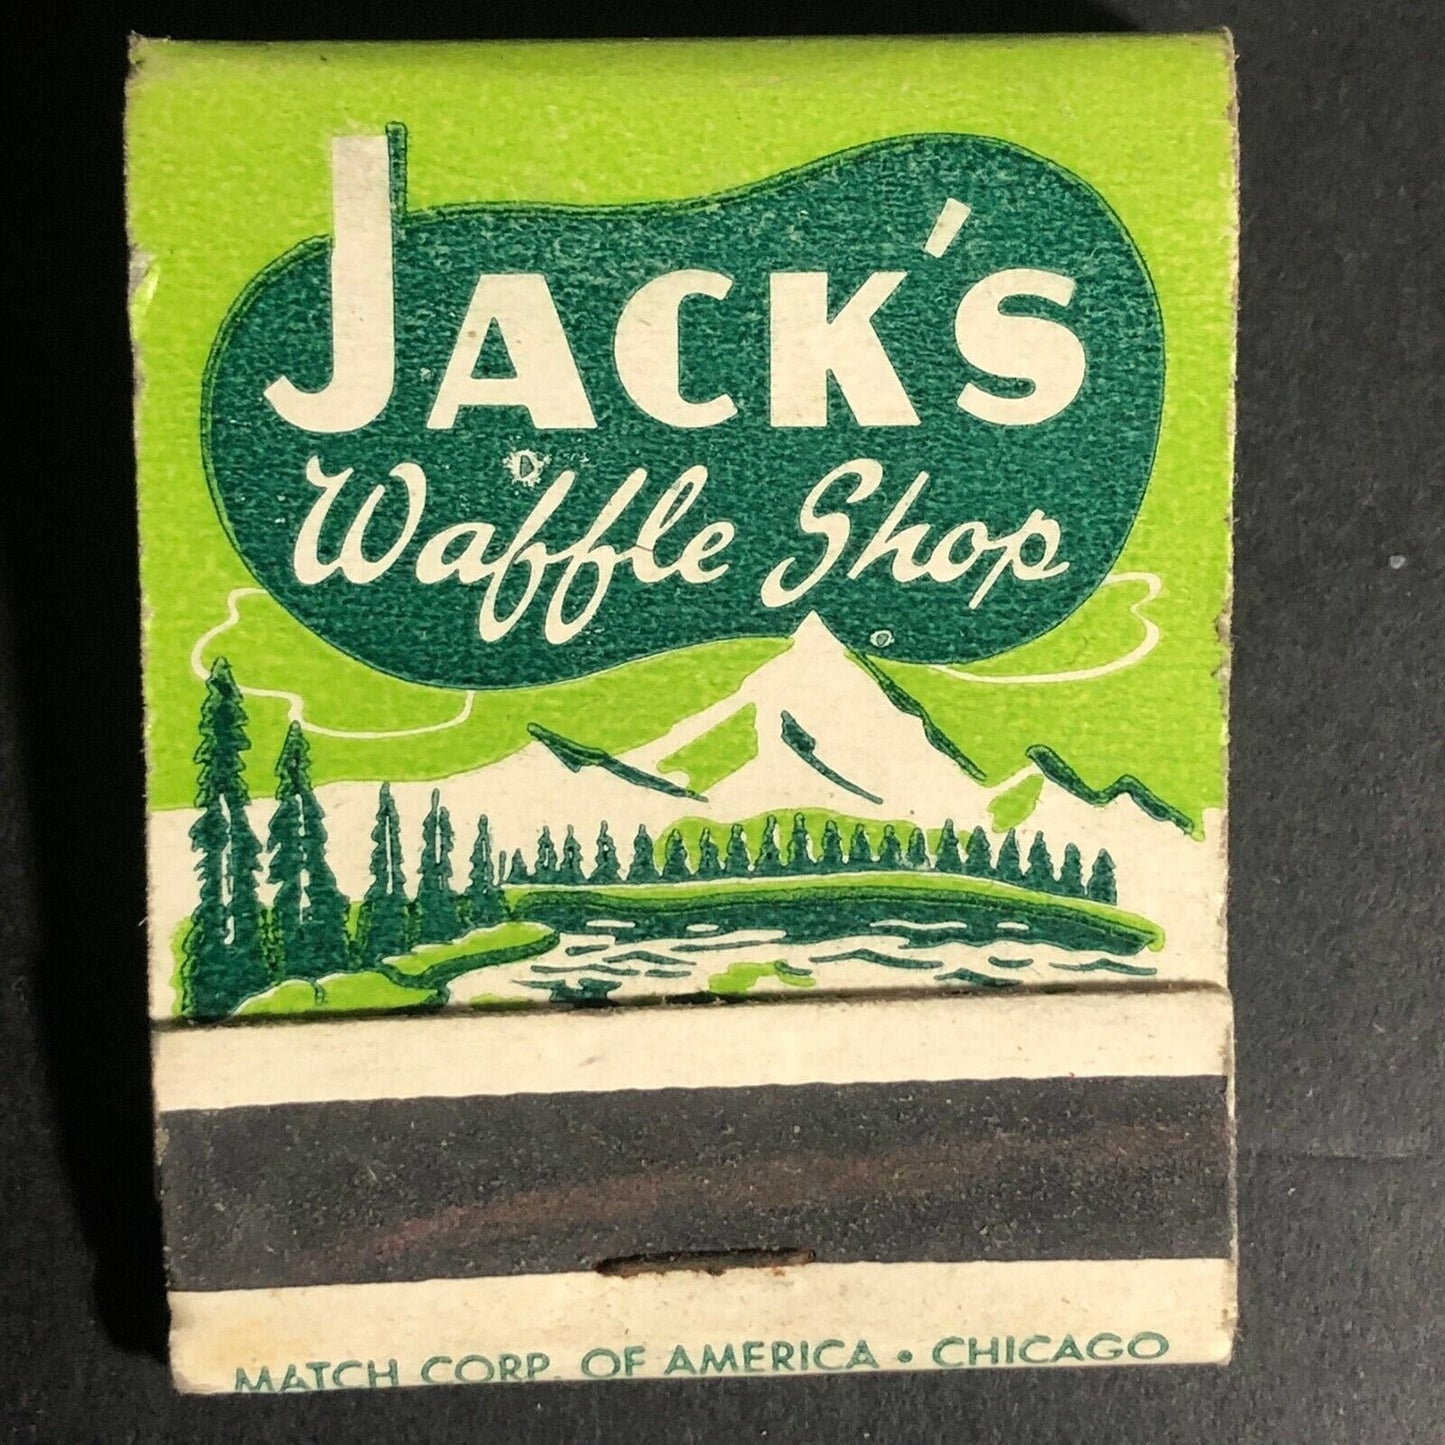 JACK'S
Waffle Shop
MATCH CORP. OF AMERICA • CHICAGO